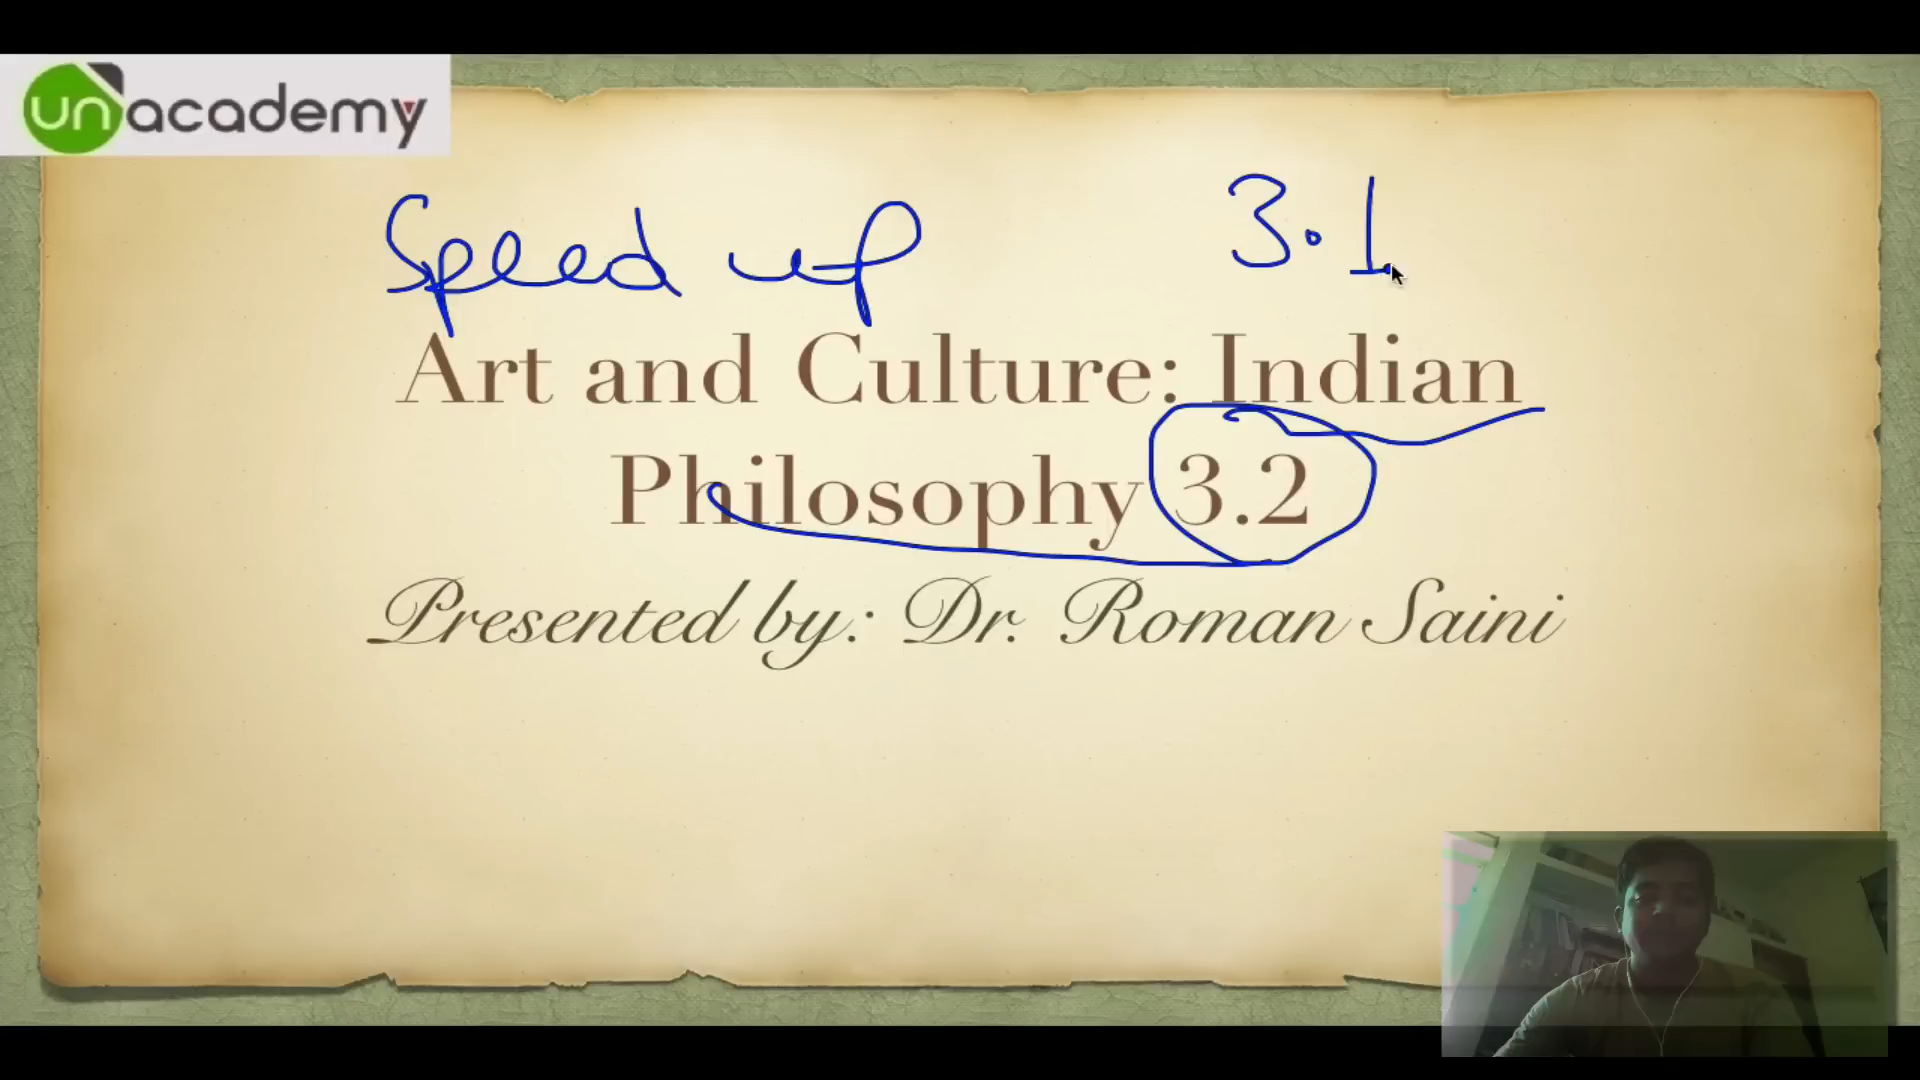 unacademy
Speed up 3.1
Art and Culture: Indian
Philosophy 3.2
Presented by: Dr. Roman Saini